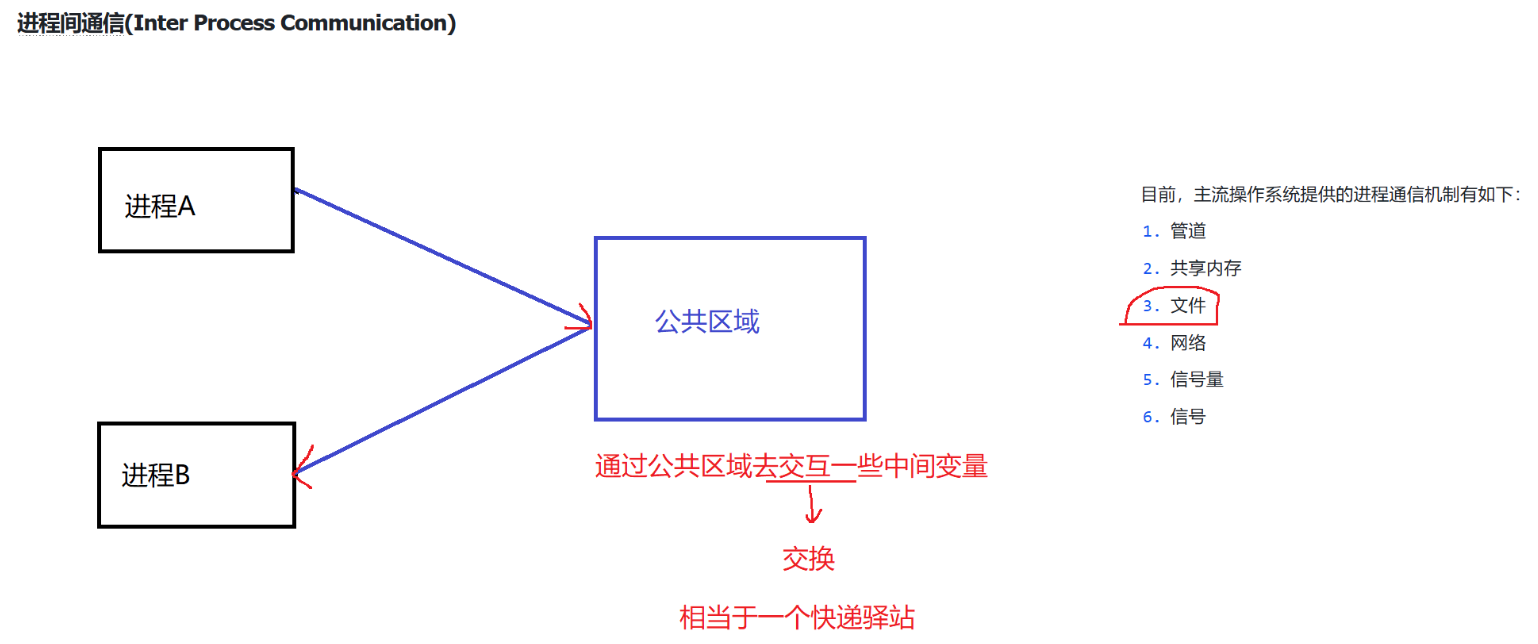 进程间通信(Inter Process Communication)
进程A
进程B
公共区域
通过公共区域去交互一些中间变量
交换
相当于一个快递驿站
目前，主流操作系统提供的进程通信机制有如下：
1. 管道
2. 共享内存
3. 文件
4. 网络
5. 信号量
6. 信号